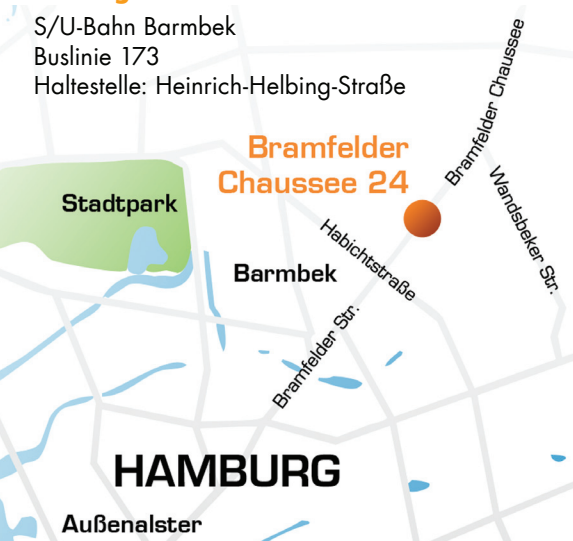 S/U-Bahn Barmbek
Buslinie 173
Haltestelle: Heinrich-Helbing-Straße
Bramfelder Chaussee
Bramfelder
Chaussee 24
Stadtpark
Wandsbeker Str.
Habichtstraße
Barmbek
Bramfelder Str.
HAMBURG
Außenalster